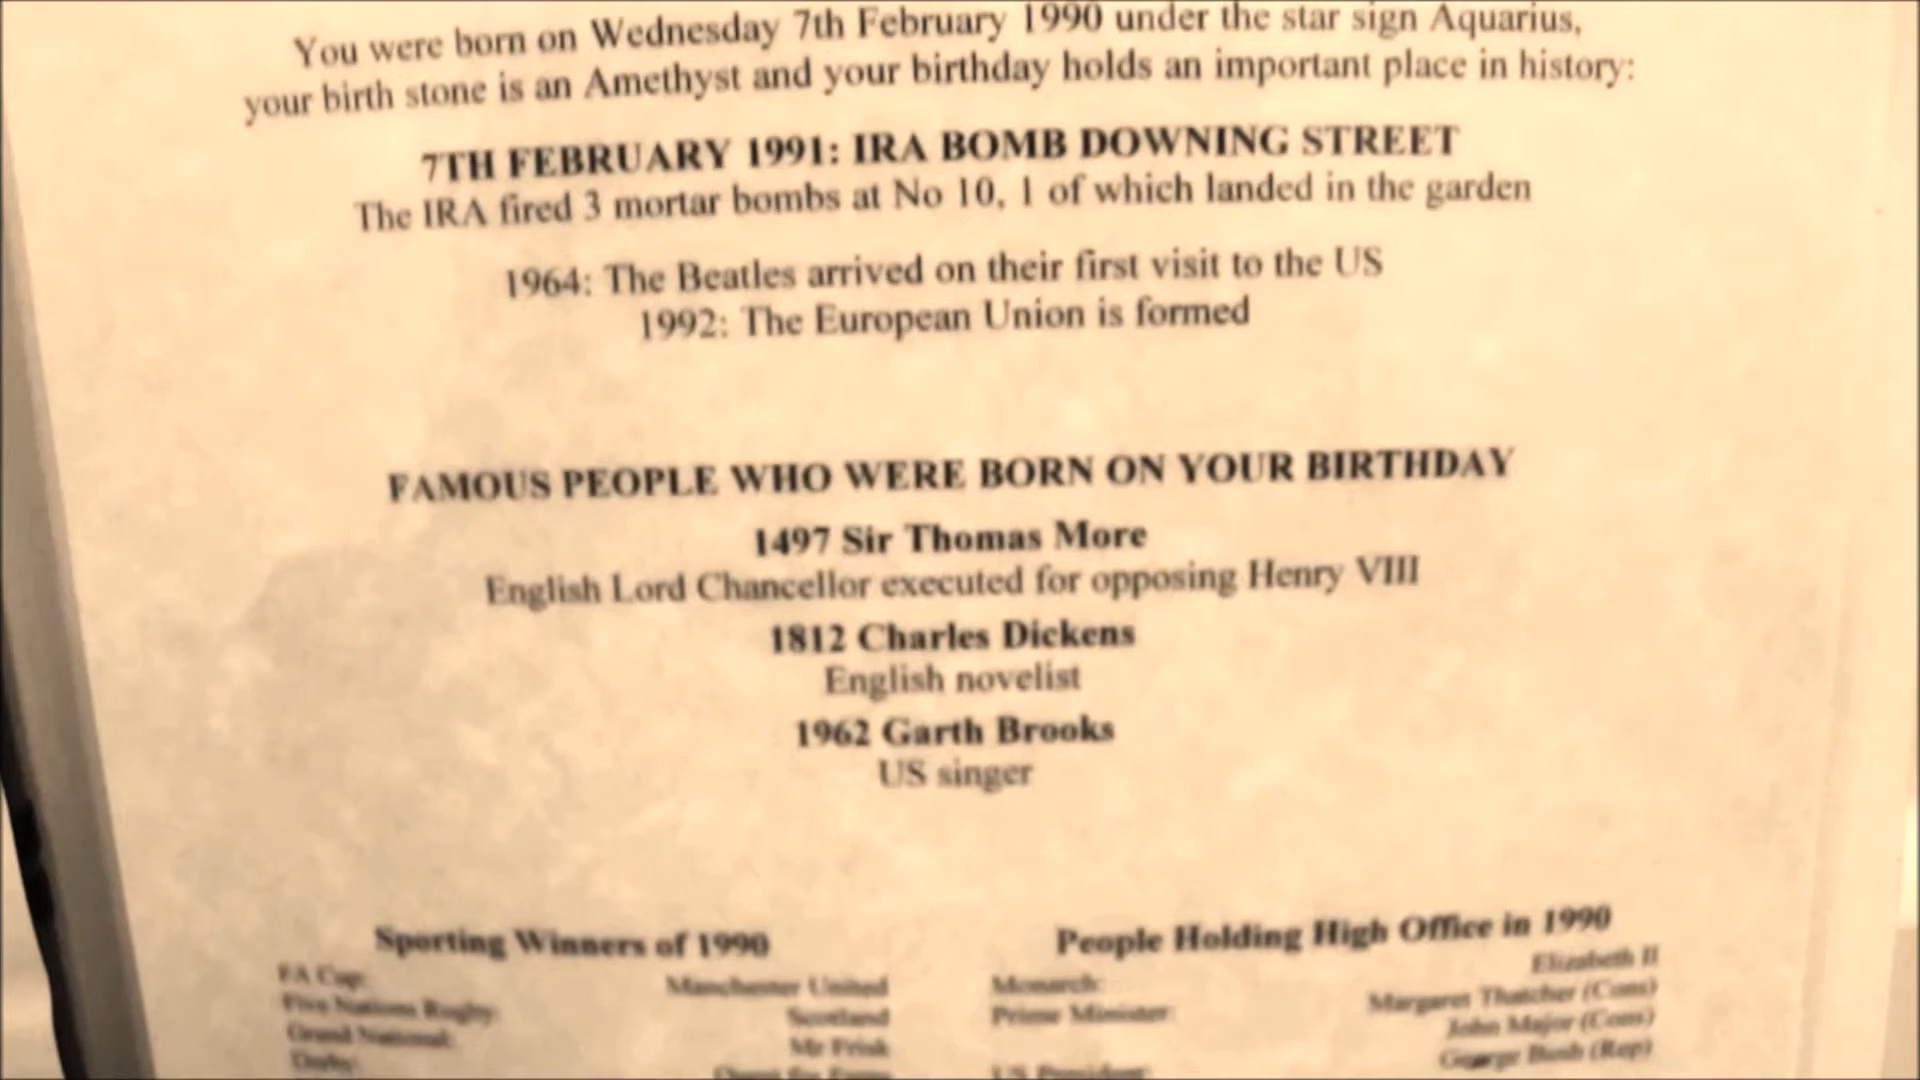 You were born on Wednesday 7th February 1990 under the star sign Aquarius,
your birth stone is an Amethyst and your birthday holds an important place in history:
7TH FEBRUARY 1991: IRA BOMB DOWNING STREET
The IRA fired 3 mortar bombs at No 10, 1 of which landed in the garden
1964: The Beatles arrived on their first visit to the US
1992: The European Union is formed
FAMOUS PEOPLE WHO WERE BORN ON YOUR BIRTHDAY
1497 Sir Thomas More
English Lord Chancellor executed for opposing Henry VIII
1812 Charles Dickens
English novelist
1962 Garth Brooks
US singer
Sporting Winners of 1990
FA Cup: Manchester United
Five Nations Rugby: Scotland
Grand National: Mr Frisk
Derby: Quest for Fame
People Holding High Office in 1990
Monarch: Elizabeth II
Prime Minister: Margaret Thatcher (Cons)
John Major (Cons)
US President: George Bush (Rep)